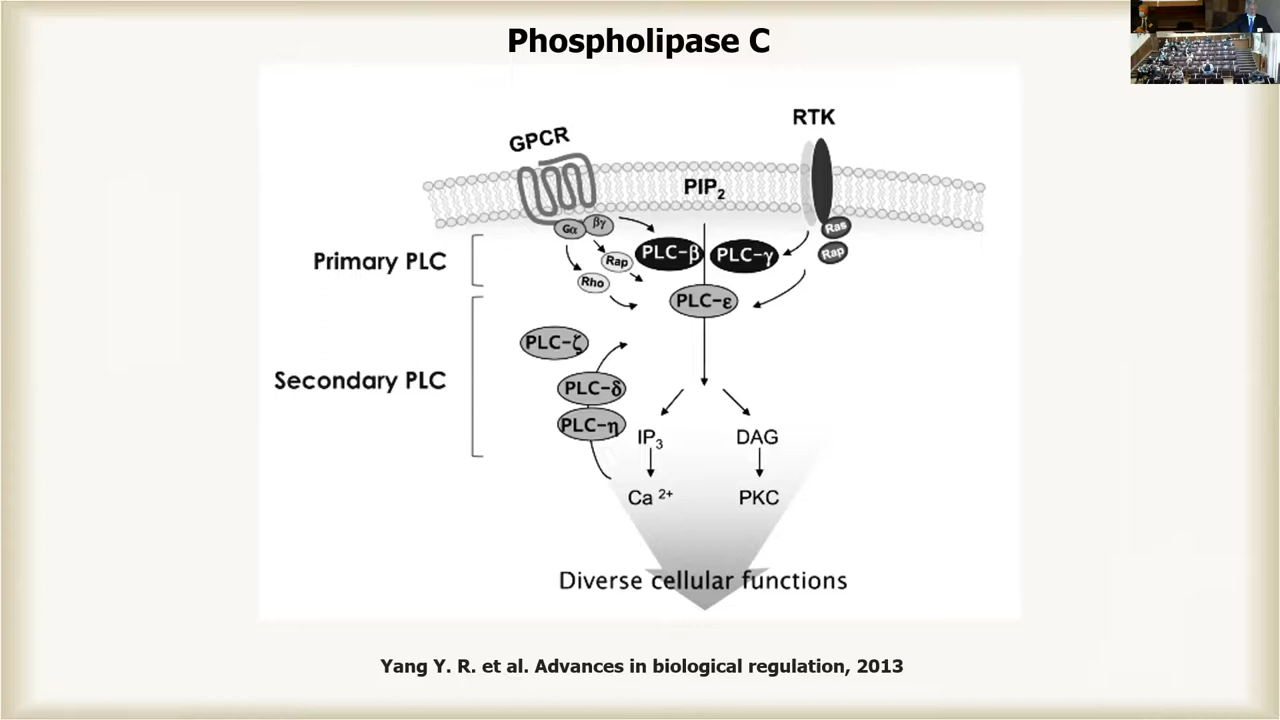 Phospholipase C
GPCR
RTK
PIP2
Gα
βγ
Ras
Primary PLC
Rap
PLC-β
PLC-γ
Rap
Rho
PLC-ε
PLC-ζ
Secondary PLC
PLC-δ
PLC-η
IP3
DAG
Ca 2+
PKC
Diverse cellular functions
Yang Y. R. et al. Advances in biological regulation, 2013